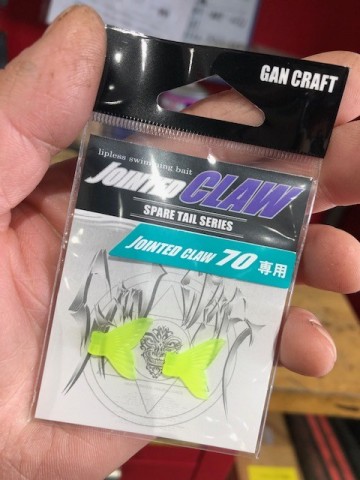 GAN CRAFT
lipless swimming bait
JOINTED CLAW
SPARE TAIL SERIES
JOINTED CLAW 70 専用